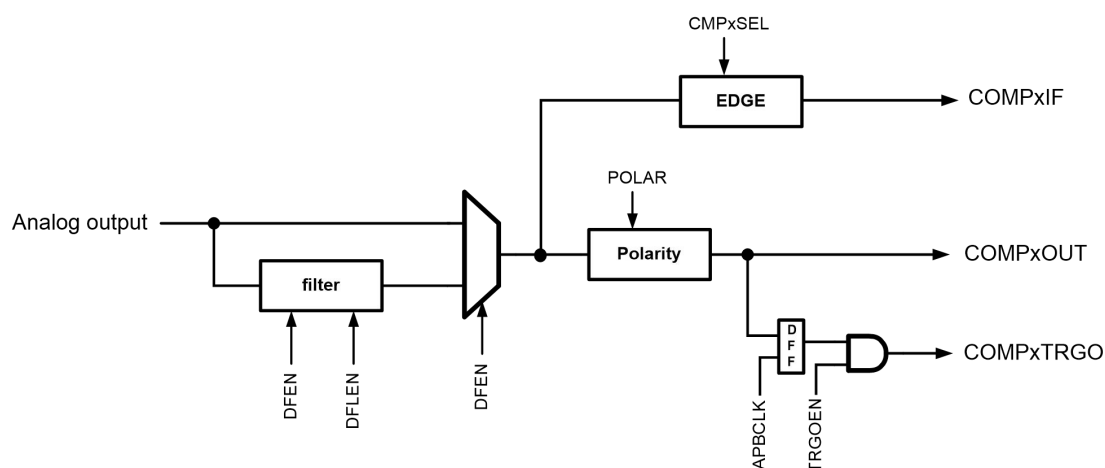 CMPxSEL
EDGE
COMPxIF
POLAR
Analog output
Polarity
COMPxOUT
filter
D
F
F
COMPxTRGO
DFEN
DFLEN
DFEN
APBCLK
TRGOEN